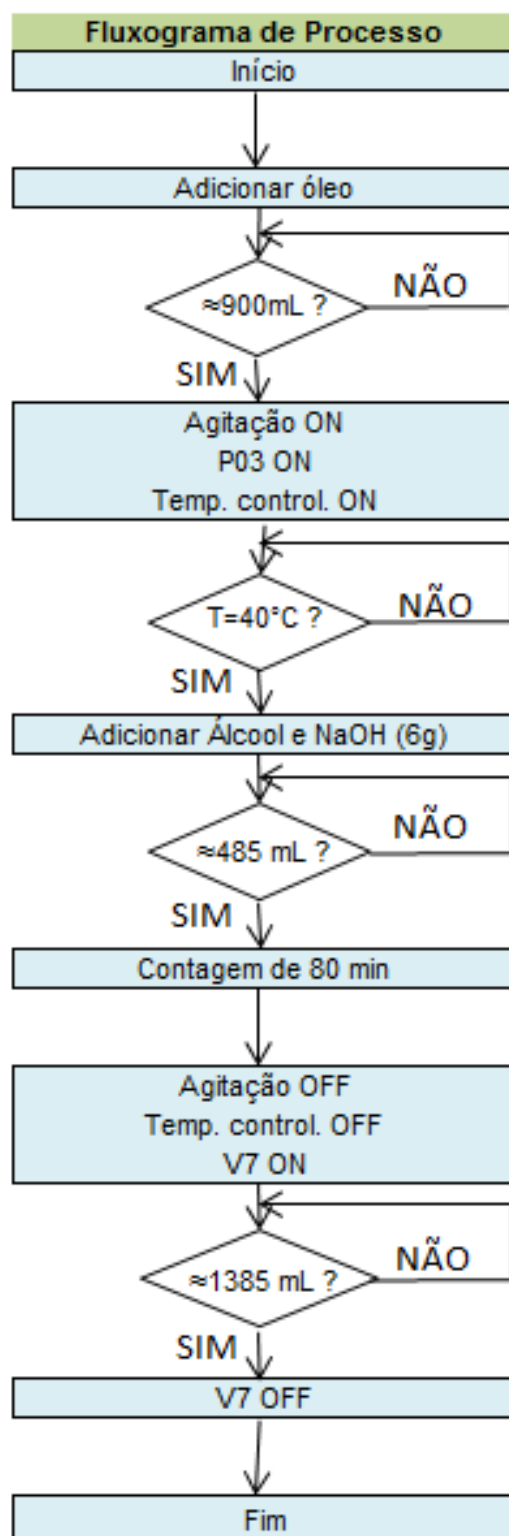 Fluxograma de Processo
Início
Adicionar óleo
≈900mL ?
NÃO
SIM
Agitação ON
P03 ON
Temp. control. ON
T=40°C ?
NÃO
SIM
Adicionar Álcool e NaOH (6g)
≈485 mL ?
NÃO
SIM
Contagem de 80 min
Agitação OFF
Temp. control. OFF
V7 ON
≈1385 mL ?
NÃO
SIM
V7 OFF
Fim